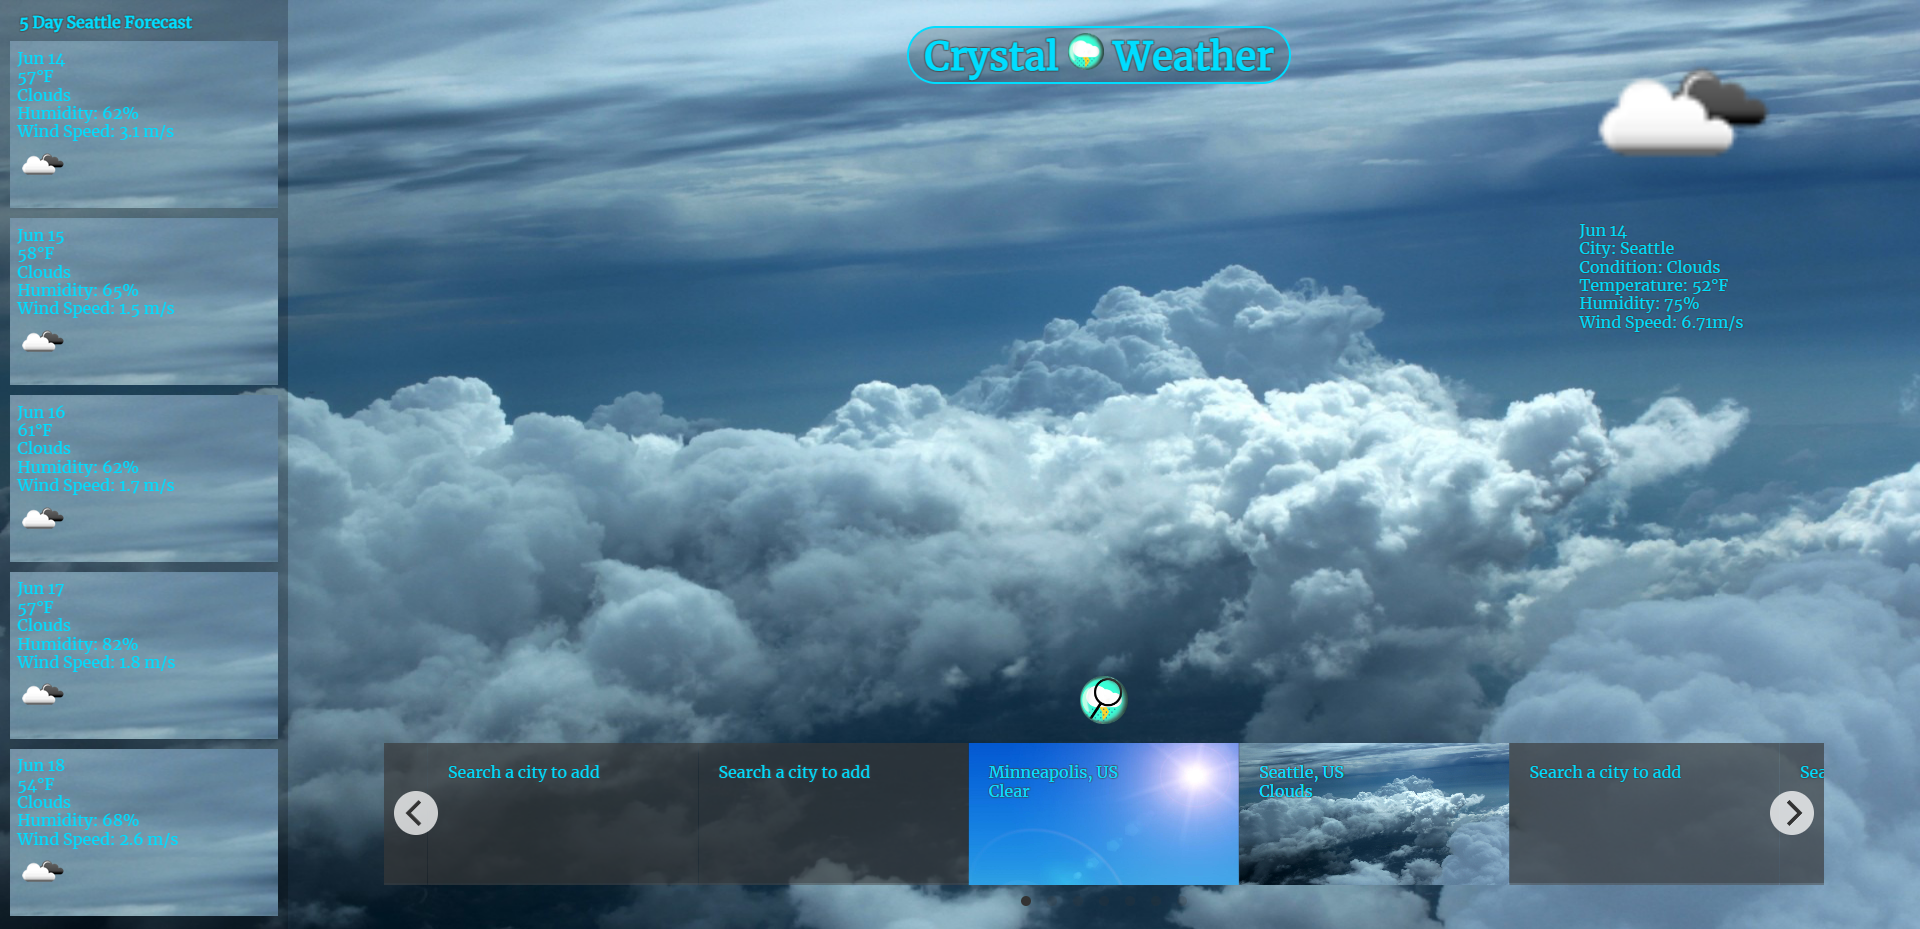 5 Day Seattle Forecast
Jun 14
57°F
Clouds
Humidity: 62%
Wind Speed: 3.1 m/s
Jun 15
58°F
Clouds
Humidity: 65%
Wind Speed: 1.5 m/s
Jun 16
61°F
Clouds
Humidity: 62%
Wind Speed: 1.7 m/s
Jun 17
57°F
Clouds
Humidity: 82%
Wind Speed: 1.8 m/s
Jun 18
54°F
Clouds
Humidity: 68%
Wind Speed: 2.6 m/s
Crystal Weather
Jun 14
City: Seattle
Condition: Clouds
Temperature: 52°F
Humidity: 75%
Wind Speed: 6.71m/s
Search a city to add
Search a city to add
Minneapolis, US
Clear
Seattle, US
Clouds
Search a city to add
Sea